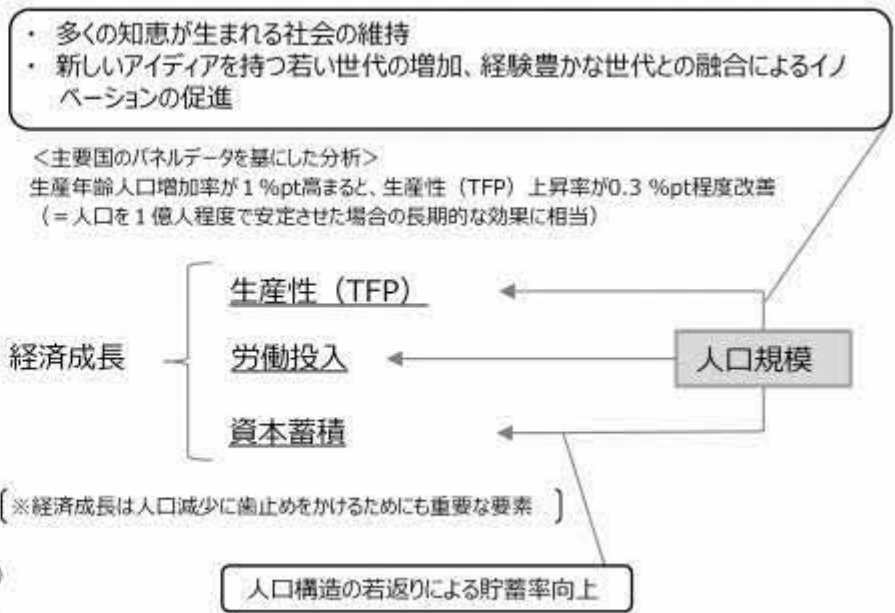 ・ 多くの知恵が生まれる社会の維持
・ 新しいアイディアを持つ若い世代の増加、経験豊かな世代との融合によるイノ
ベーションの促進
＜主要国のパネルデータを基にした分析＞
生産年齢人口増加率が１%pt高まると、生産性（TFP）上昇率が0.3 %pt程度改善
（＝人口を１億人程度で安定させた場合の長期的な効果に相当）
生産性（TFP）
経済成長
労働投入
人口規模
資本蓄積
※経済成長は人口減少に歯止めをかけるためにも重要な要素
人口構造の若返りによる貯蓄率向上